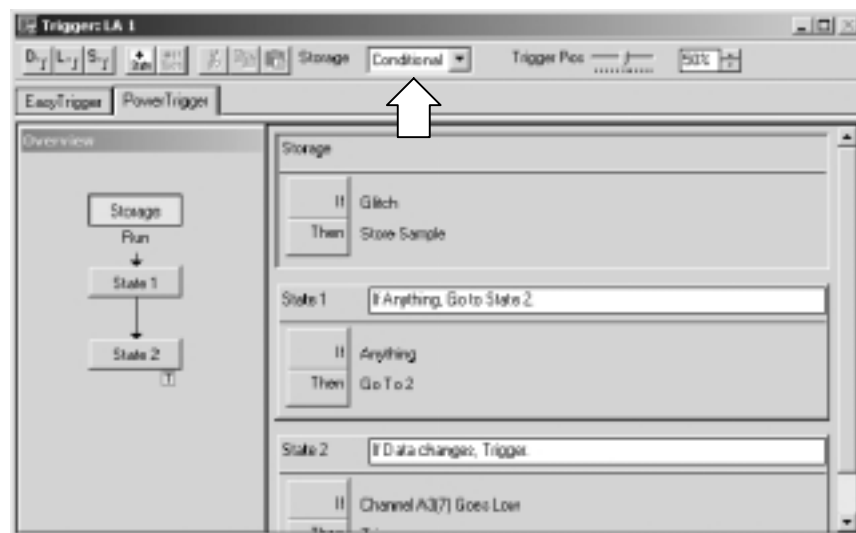 Trigger: LA 1
Storage Conditional Trigger Pos 50%
EasyTrigger PowerTrigger
Overview
Storage
Run
State 1
State 2
T
Storage
If Glitch
Then Store Sample
State 1 If Anything, Go to State 2.
If Anything
Then Go To 2
State 2 If Data changes, Trigger.
If Channel A3(7) Goes Low
Then